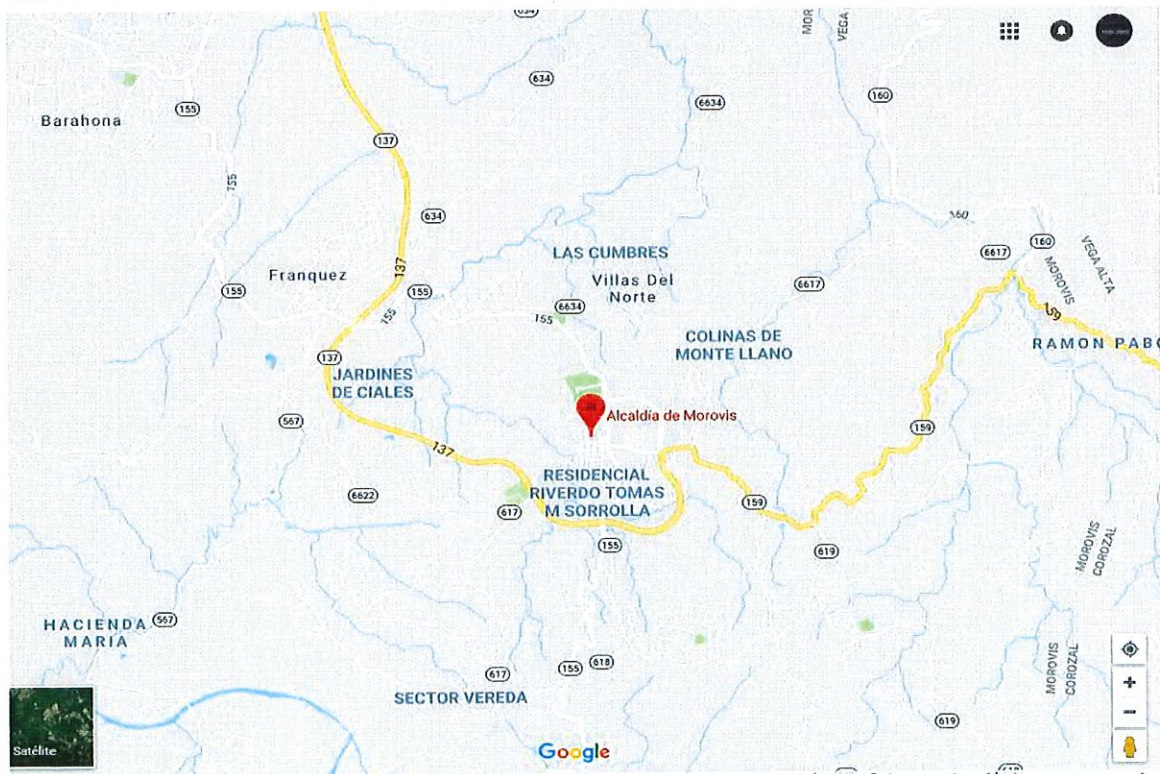 634
MOR
VEGA
634
6634
160
155
Barahona
137
155
634
160
160
6617
VEGA ALTA
MOROVIS
LAS CUMBRES
Franquez
137
Villas Del
Norte
155
155
6617
6634
155
155
159
COLINAS DE
MONTE LLANO
RAMON PABO
137
JARDINES
DE CIALES
Alcaldía de Morovis
567
159
137
RESIDENCIAL
RIVERDO TOMAS
M SORROLLA
6622
617
159
155
619
MOROVIS
COROZAL
HACIENDA
MARIA
567
617
155
618
MOROVIS
COROZAL
SECTOR VEREDA
619
Satélite
Google